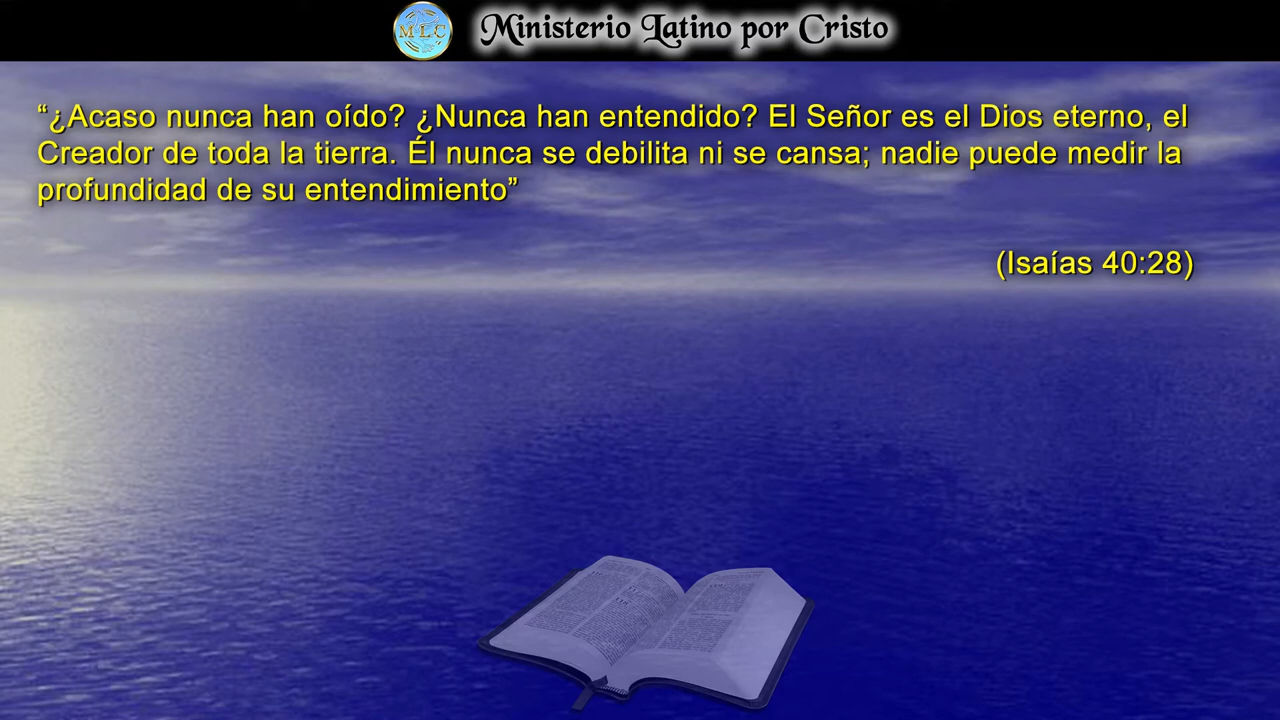 MLC Ministerio Latino por Cristo
“¿Acaso nunca han oído? ¿Nunca han entendido? El Señor es el Dios eterno, el
Creador de toda la tierra. Él nunca se debilita ni se cansa; nadie puede medir la
profundidad de su entendimiento”
(Isaías 40:28)